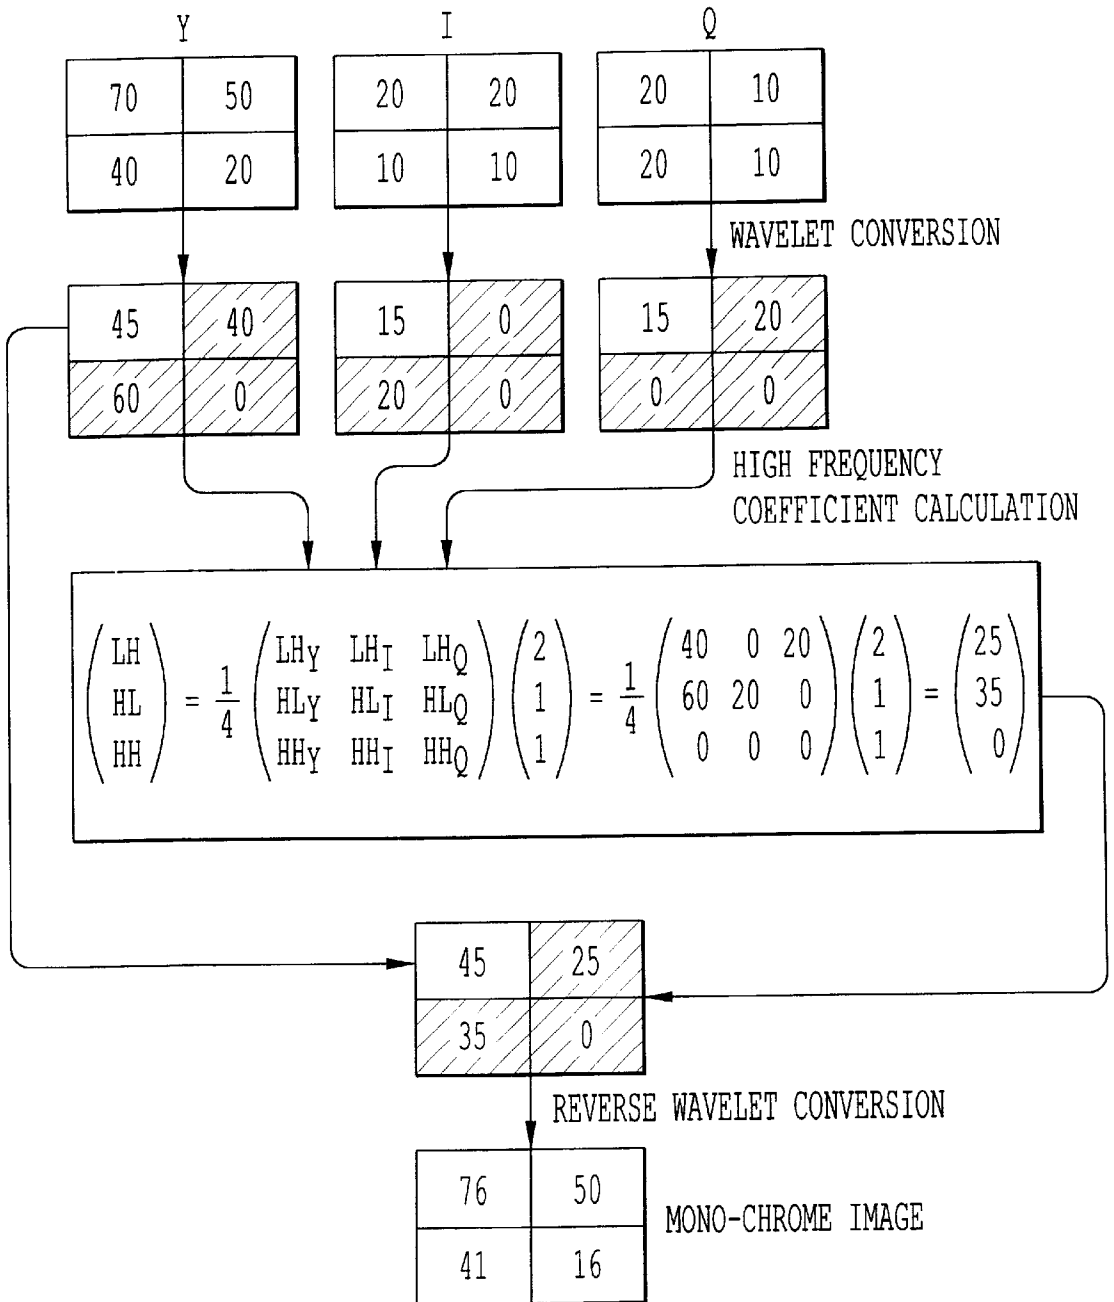 Y I Q
70 50 20 20 20 10
40 20 10 10 20 10
WAVELET CONVERSION
45 40 15 0 15 20
60 0 20 0 0 0
HIGH FREQUENCY
COEFFICIENT CALCULATION
LH LHY LHI LHQ 2 40 0 20 2 25
HL = 1/4 HLY HLI HLQ 1 = 1/4 60 20 0 1 = 35
HH HHY HHI HHQ 1 0 0 0 1 0
45 25
35 0
REVERSE WAVELET CONVERSION
76 50
MONO-CHROME IMAGE
41 16